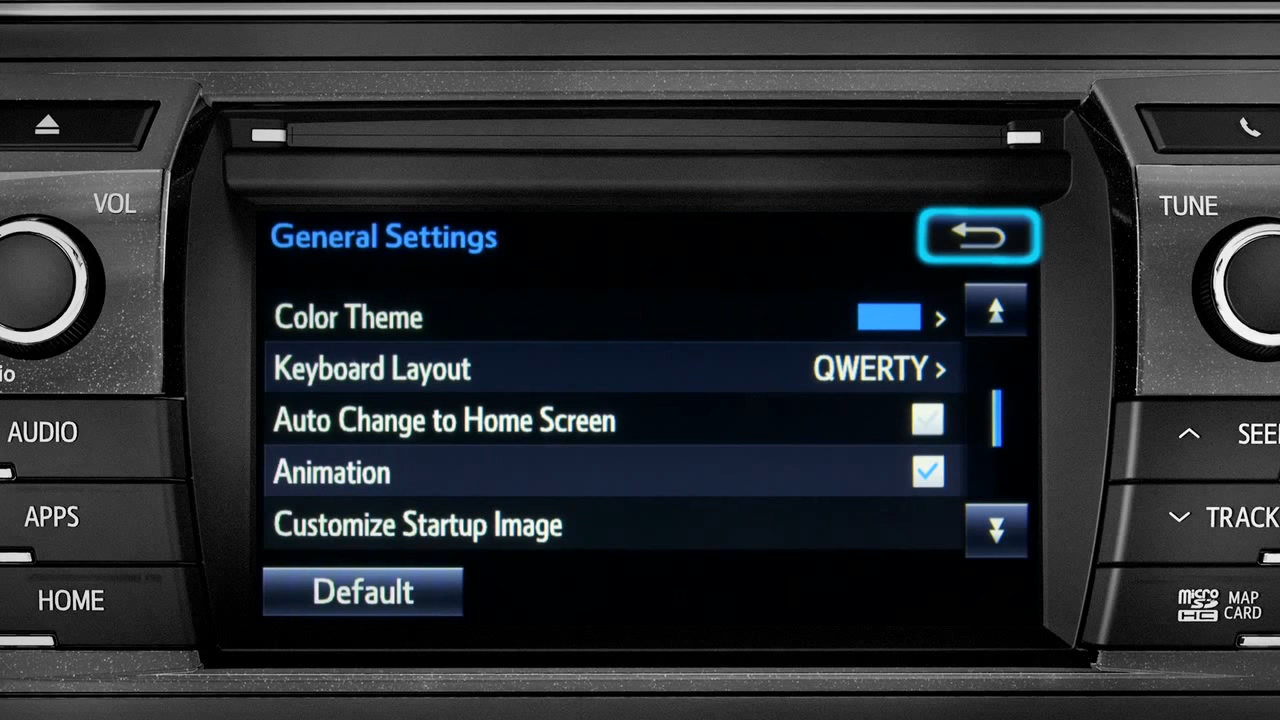 VOL
TUNE
General Settings
Color Theme
Keyboard Layout QWERTY
Auto Change to Home Screen
Animation
Customize Startup Image
Default
io
AUDIO
APPS
HOME
SEE
TRACK
micro SD HC MAP CARD